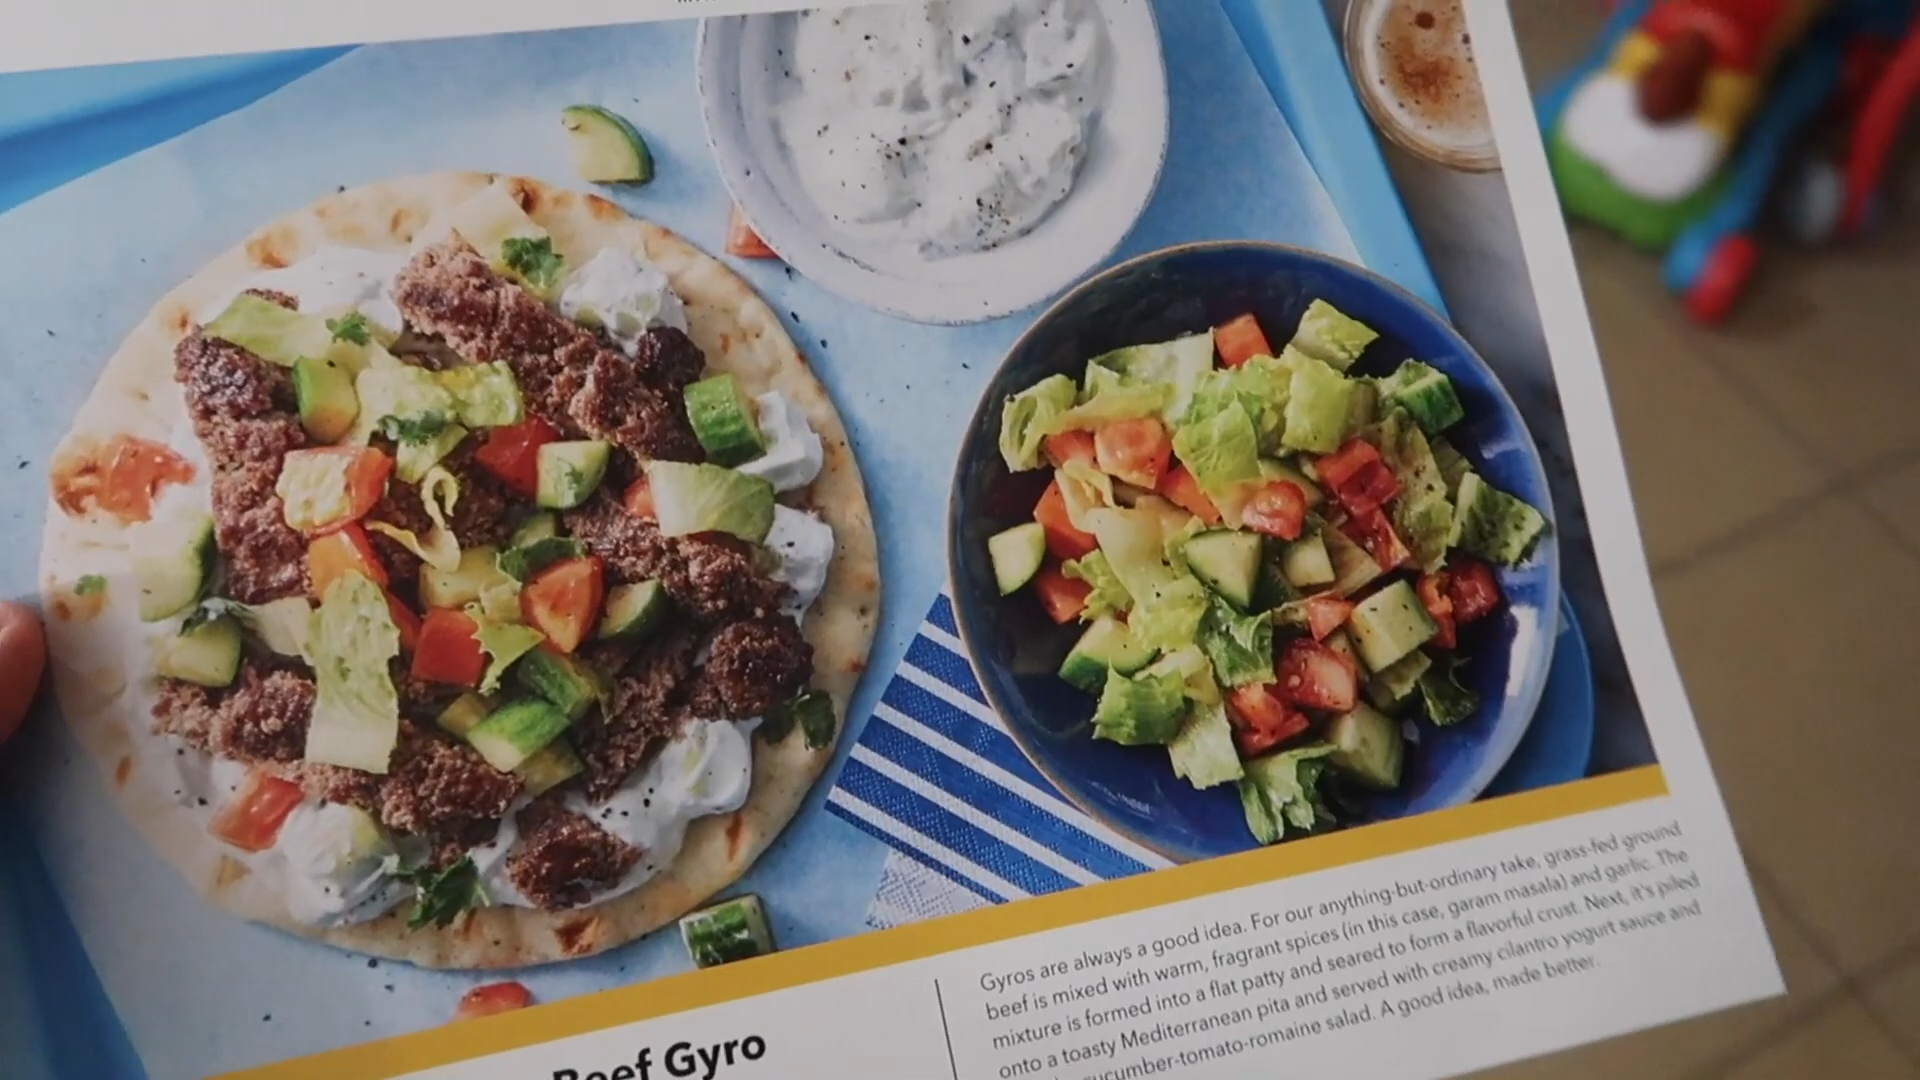 Beef Gyro
Gyros are always a good idea. For our anything-but-ordinary take, grass-fed ground
beef is mixed with warm, fragrant spices (in this case, garam masala) and garlic. The
mixture is formed into a flat patty and seared to form a flavorful crust. Next, it's piled
onto a toasty Mediterranean pita and served with creamy cilantro yogurt sauce and
cucumber-tomato-romaine salad. A good idea, made better.